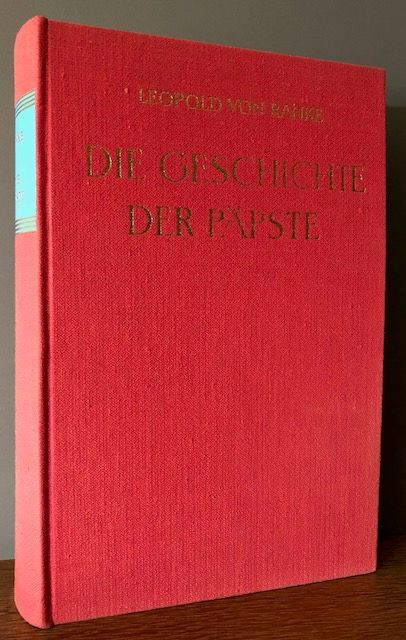 LEOPOLD VON RANKE
DIE GESCHICHTE
DER PÄPSTE